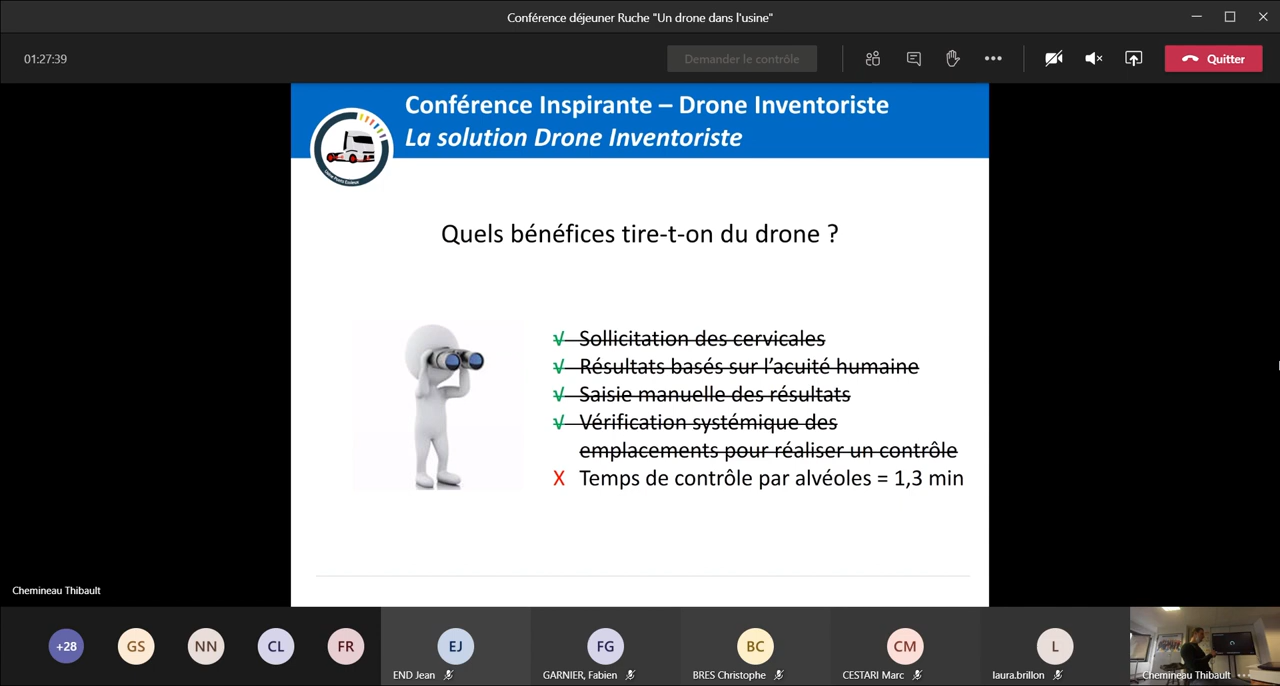 Conférence déjeuner Ruche "Un drone dans l'usine"
01:27:39
Demander le contrôle
Quitter
Conférence Inspirante – Drone Inventoriste
La solution Drone Inventoriste
Quels bénéfices tire-t-on du drone ?
√ Sollicitation des cervicales
√ Résultats basés sur l’acuité humaine
√ Saisie manuelle des résultats
√ Vérification systémique des
emplacements pour réaliser un contrôle
X Temps de contrôle par alvéoles = 1,3 min
Chemineau Thibault
+28
GS
NN
CL
FR
EJ
END Jean
FG
GARNIER, Fabien
BC
BRES Christophe
CM
CESTARI Marc
L
laura.brillon
Chemineau Thibault